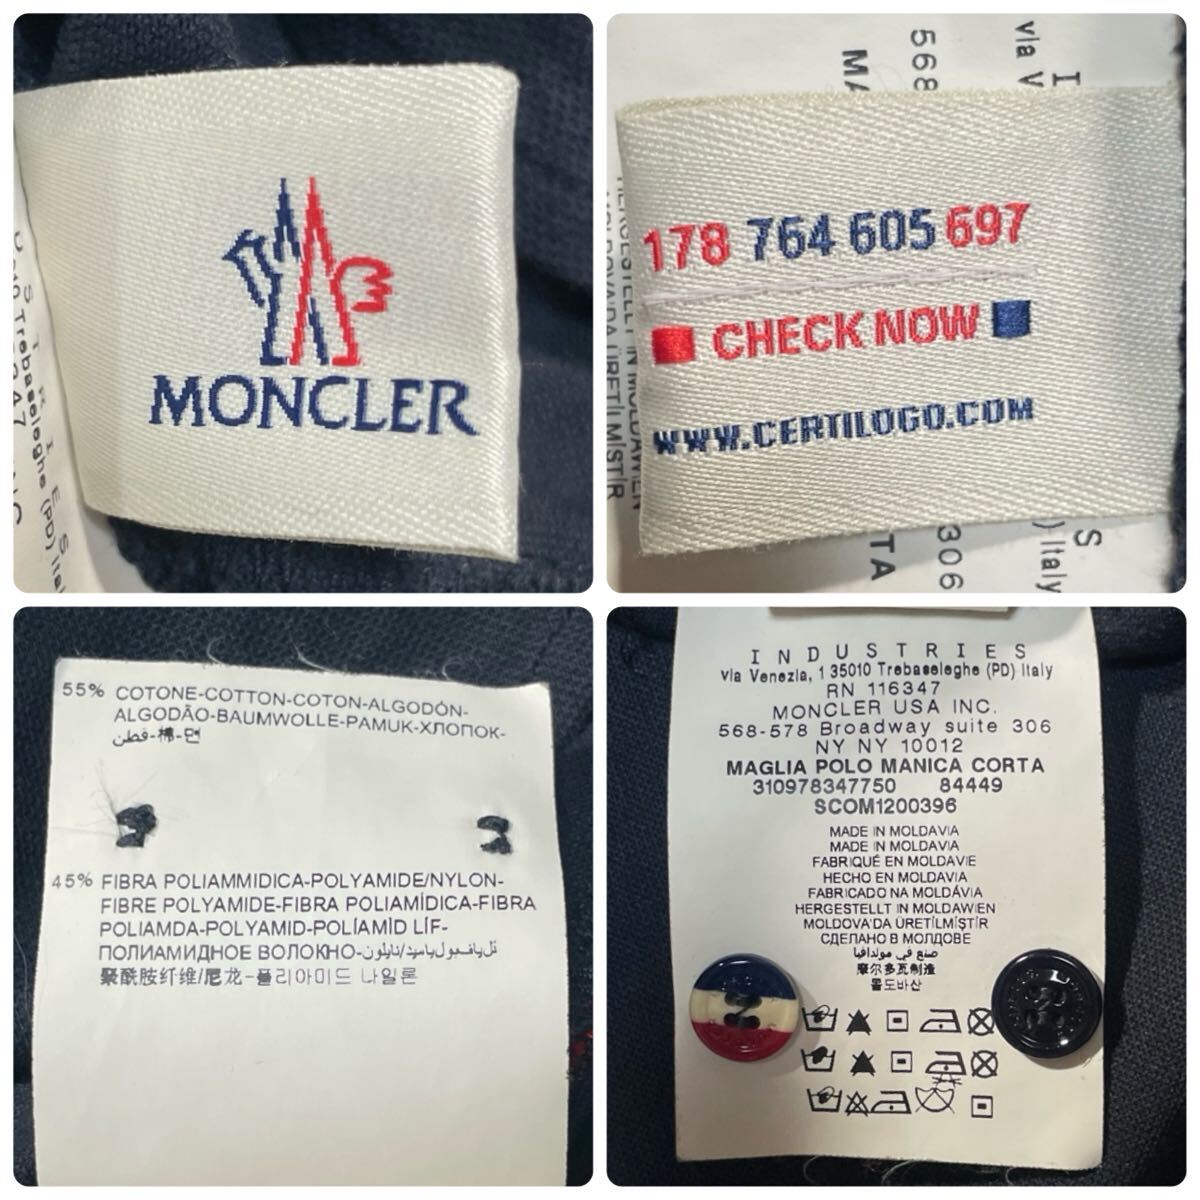 MONCLER
178 764 605 697
CHECK NOW
WWW.CERTILOGO.COM
55% COTONE-COTTON-COTON-ALGODÓN-
ALGODÃO-BAUMWOLLE-PAMUK-ХЛОПОК-
قطن-棉-면
45% FIBRA POLIAMMIDICA-POLYAMIDE/NYLON-
FIBRE POLYAMIDE-FIBRA POLIAMÍDICA-FIBRA
POLIAMDA-POLYAMID-POLÍAMİD LİF-
ПОЛИАМИДНОЕ ВОЛОКНО-
聚酰胺纤维/尼龙-폴리아미드 나일론
INDUSTRIES
via Venezia, 1 35010 Trebaseleghe (PD) Italy
RN 116347
MONCLER USA INC.
568-578 Broadway suite 306
NY NY 10012
MAGLIA POLO MANICA CORTA
310978347750 84449
SCOM1200396
MADE IN MOLDAVIA
MADE IN MOLDAVIA
FABRIQUÉ EN MOLDAVIE
HECHO EN MOLDAVIA
FABRICADO NA MOLDÁVIA
HERGESTELLT IN MOLDAWIEN
MOLDOVA'DA ÜRETİLMİŞTİR
СДЕЛАНО В МОЛДОВЕ
صنع في مولدافيا
摩尔多瓦制造
몰도바산